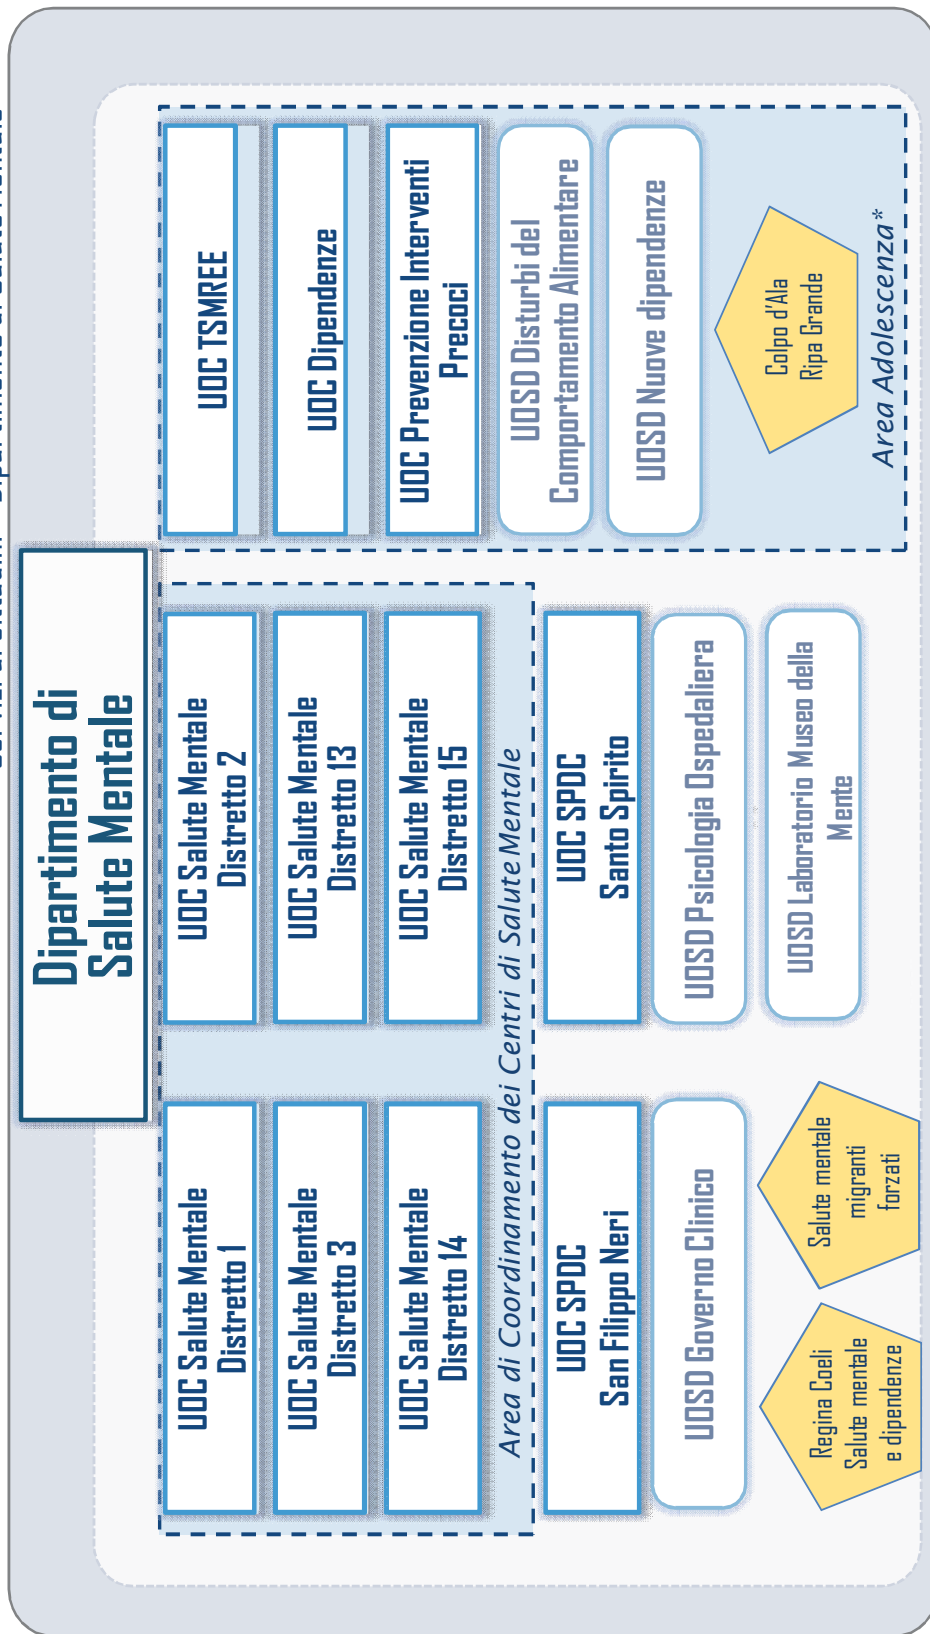 Dipartimento di
Salute Mentale
UOC Salute Mentale
Distretto 1
UOC Salute Mentale
Distretto 3
UOC Salute Mentale
Distretto 14
UOC Salute Mentale
Distretto 2
UOC Salute Mentale
Distretto 13
UOC Salute Mentale
Distretto 15
Area di Coordinamento dei Centri di Salute Mentale
UOC SPDC
San Filippo Neri
UOSD Governo Clinico
Regina Coeli
Salute mentale
e dipendenze
Salute mentale
migranti
forzati
UOC SPDC
Santo Spirito
UOSD Psicologia Ospedaliera
UOSD Laboratorio Museo della
Mente
UOC TSMREE
UOC Dipendenze
UOC Prevenzione Interventi
Precoci
UOSD Disturbi del
Comportamento Alimentare
UOSD Nuove dipendenze
Colpo d'Ala
Ripa Grande
Area Adolescenza*